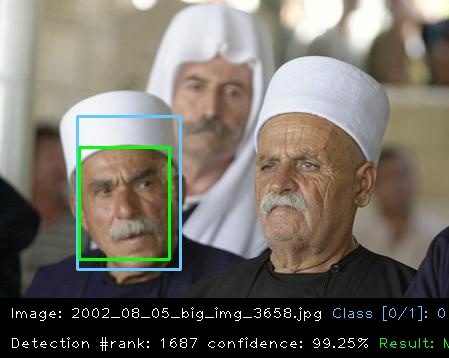 Image: 2002_08_05_big_img_3658.jpg Class [0/1]: 0
Detection #rank: 1687 confidence: 99.25% Result: